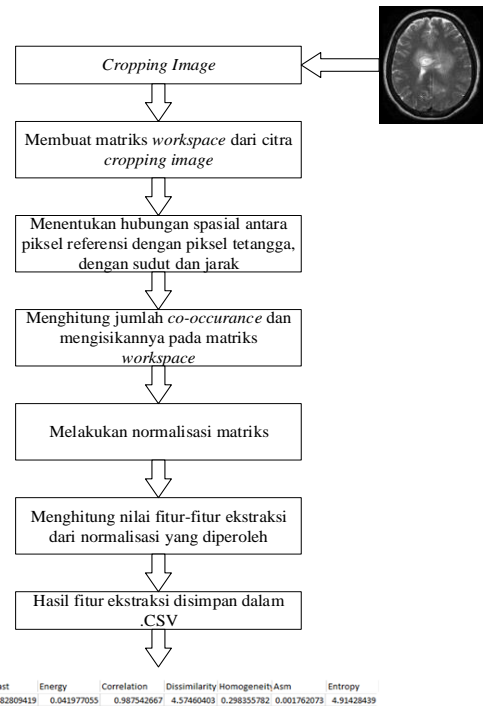 Cropping Image
Membuat matriks workspace dari citra
cropping image
Menentukan hubungan spasial antara
piksel referensi dengan piksel tetangga,
dengan sudut dan jarak
Menghitung jumlah co-occurance dan
mengisikannya pada matriks
workspace
Melakukan normalisasi matriks
Menghitung nilai fitur-fitur ekstraksi
dari normalisasi yang diperoleh
Hasil fitur ekstraksi disimpan dalam
.CSV
ast Energy Correlation Dissimilarity Homogeneity Asm Entropy
82809419 0.041977055 0.987542667 4.57460403 0.298355782 0.001762073 4.91428439